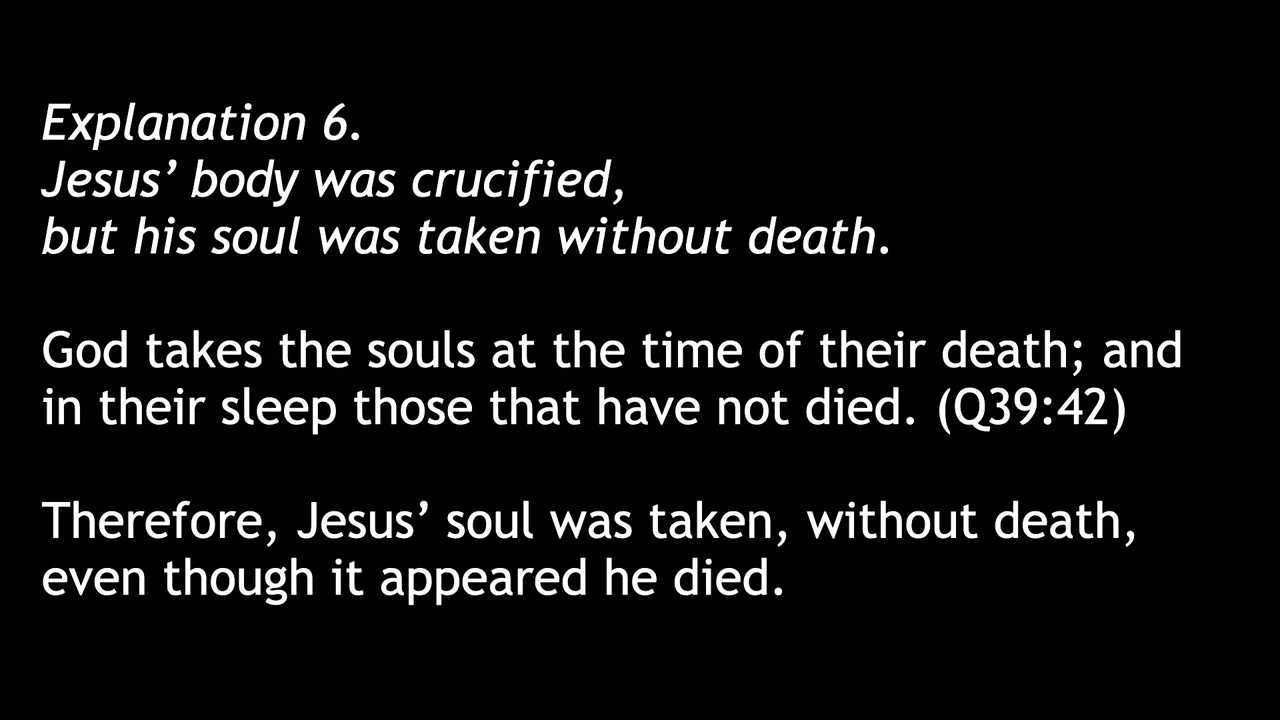 Explanation 6.
Jesus’ body was crucified,
but his soul was taken without death.
God takes the souls at the time of their death; and
in their sleep those that have not died. (Q39:42)
Therefore, Jesus’ soul was taken, without death,
even though it appeared he died.